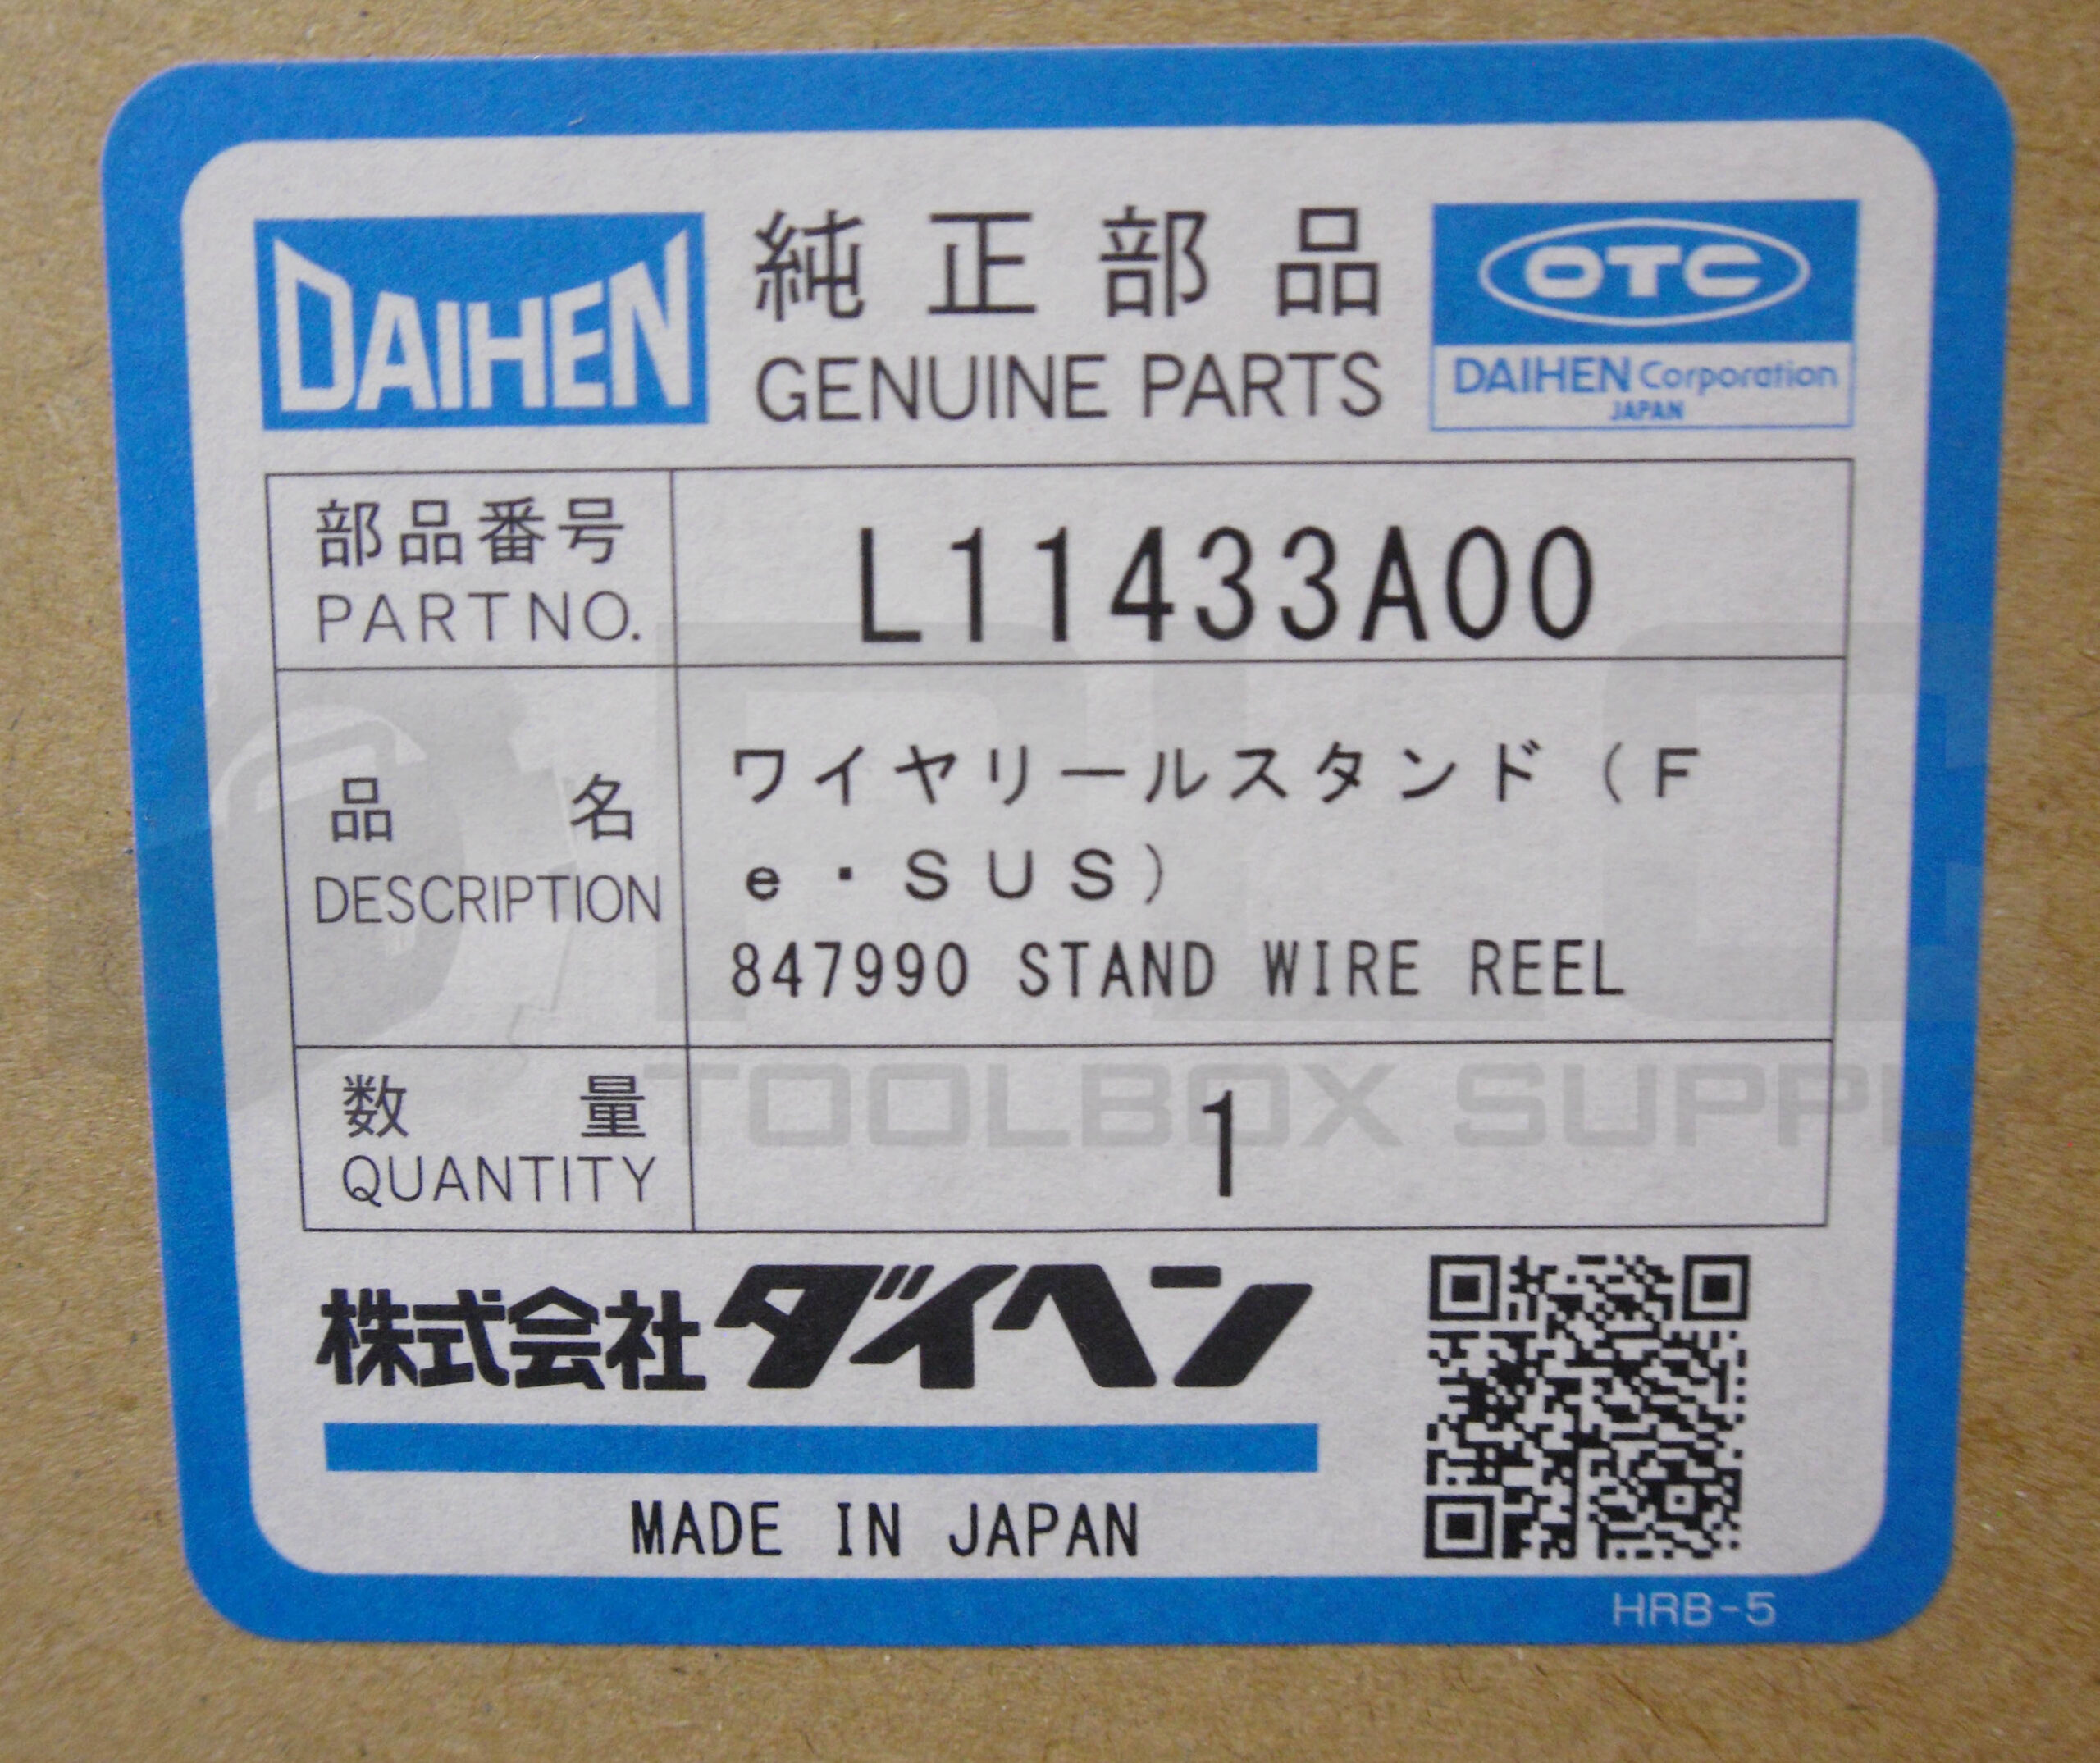 DAIHEN
純正部品
GENUINE PARTS
OTC
DAIHEN Corporation
JAPAN
部品番号
PART NO.
L11433A00
品名
DESCRIPTION
ワイヤリールスタンド(F
e・SUS)
847990 STAND WIRE REEL
数量
QUANTITY
1
TOOLBOX SUPPL
株式会社ダイヘン
MADE IN JAPAN
HRB-5